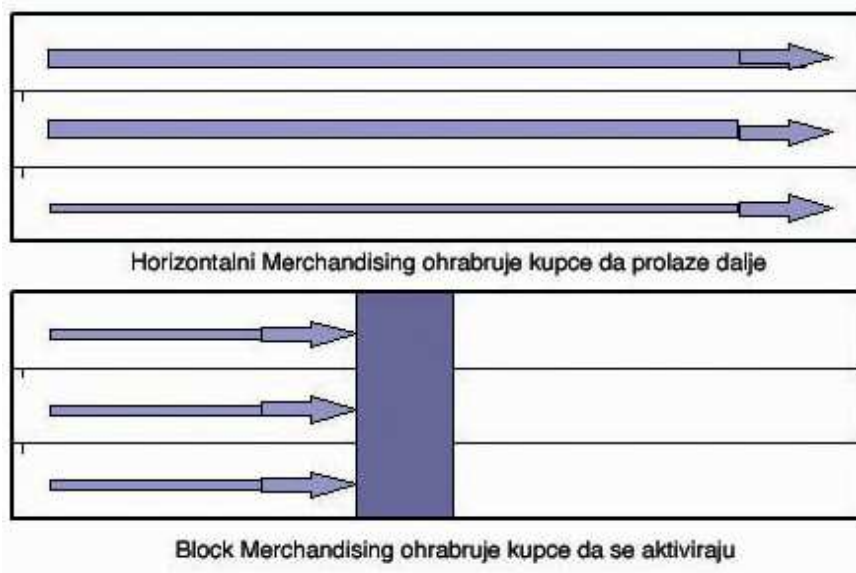 Horizontalni Merchandising ohrabruje kupce da prolaze dalje
Block Merchandising ohrabruje kupce da se aktiviraju